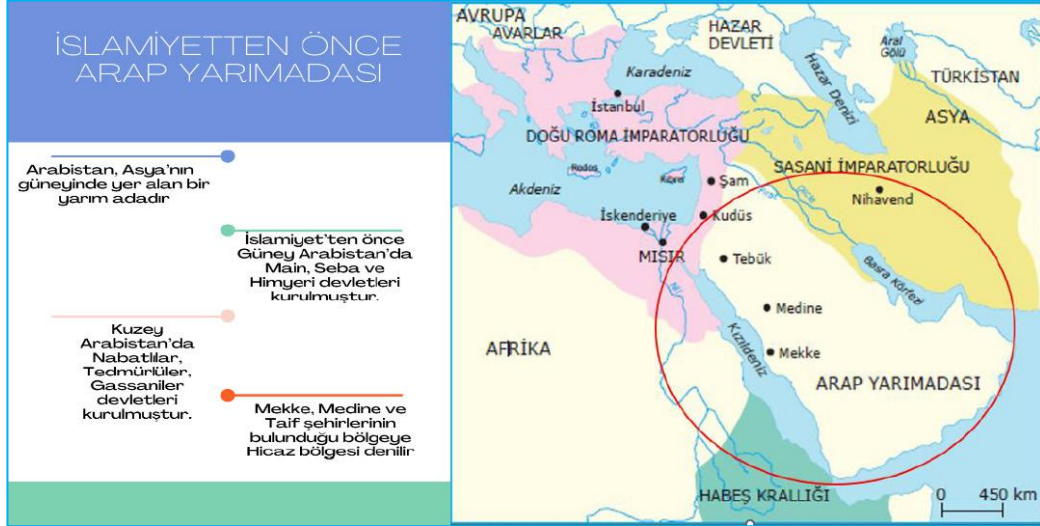 İSLAMİYETTEN ÖNCE
ARAP YARIMADASI
Arabistan, Asya'nın
güneyinde yer alan bir
yarım adadır
İslamiyet'ten önce
Güney Arabistan'da
Main, Seba ve
Himyeri devletleri
kurulmuştur.
Kuzey
Arabistan'da
Nabatlılar,
Tedmürlüler,
Gassaniler
devletleri
kurulmuştur.
Mekke, Medine ve
Taif şehirlerinin
bulunduğu bölgeye
Hicaz bölgesi denilir
AVRUPA
AVARLAR
HAZAR
DEVLETİ
Aral
Gölü
Karadeniz
Hazar Denizi
TÜRKİSTAN
İstanbul
ASYA
DOĞU ROMA İMPARATORLUĞU
SASANİ İMPARATORLUĞU
Rodos
Kıbrıs
Akdeniz
Şam
Fırat
Dicle
Nihavend
İskenderiye
Kudüs
MISIR
Tebük
Basra Körfezi
Nil
Medine
Kızıldeniz
AFRİKA
Mekke
ARAP YARIMADASI
HABEŞ KRALLIĞI
0 450 km